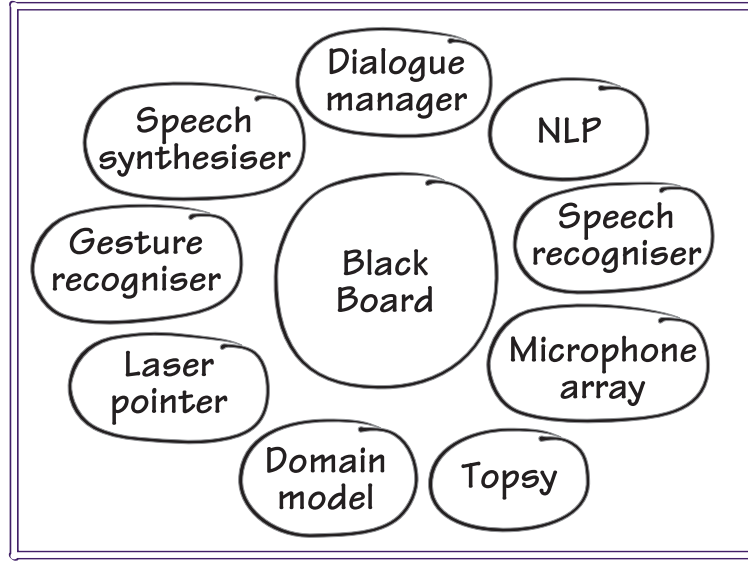 Dialogue
manager
Speech
synthesiser
NLP
Gesture
recogniser
Black
Board
Speech
recogniser
Laser
pointer
Microphone
array
Domain
model
Topsy